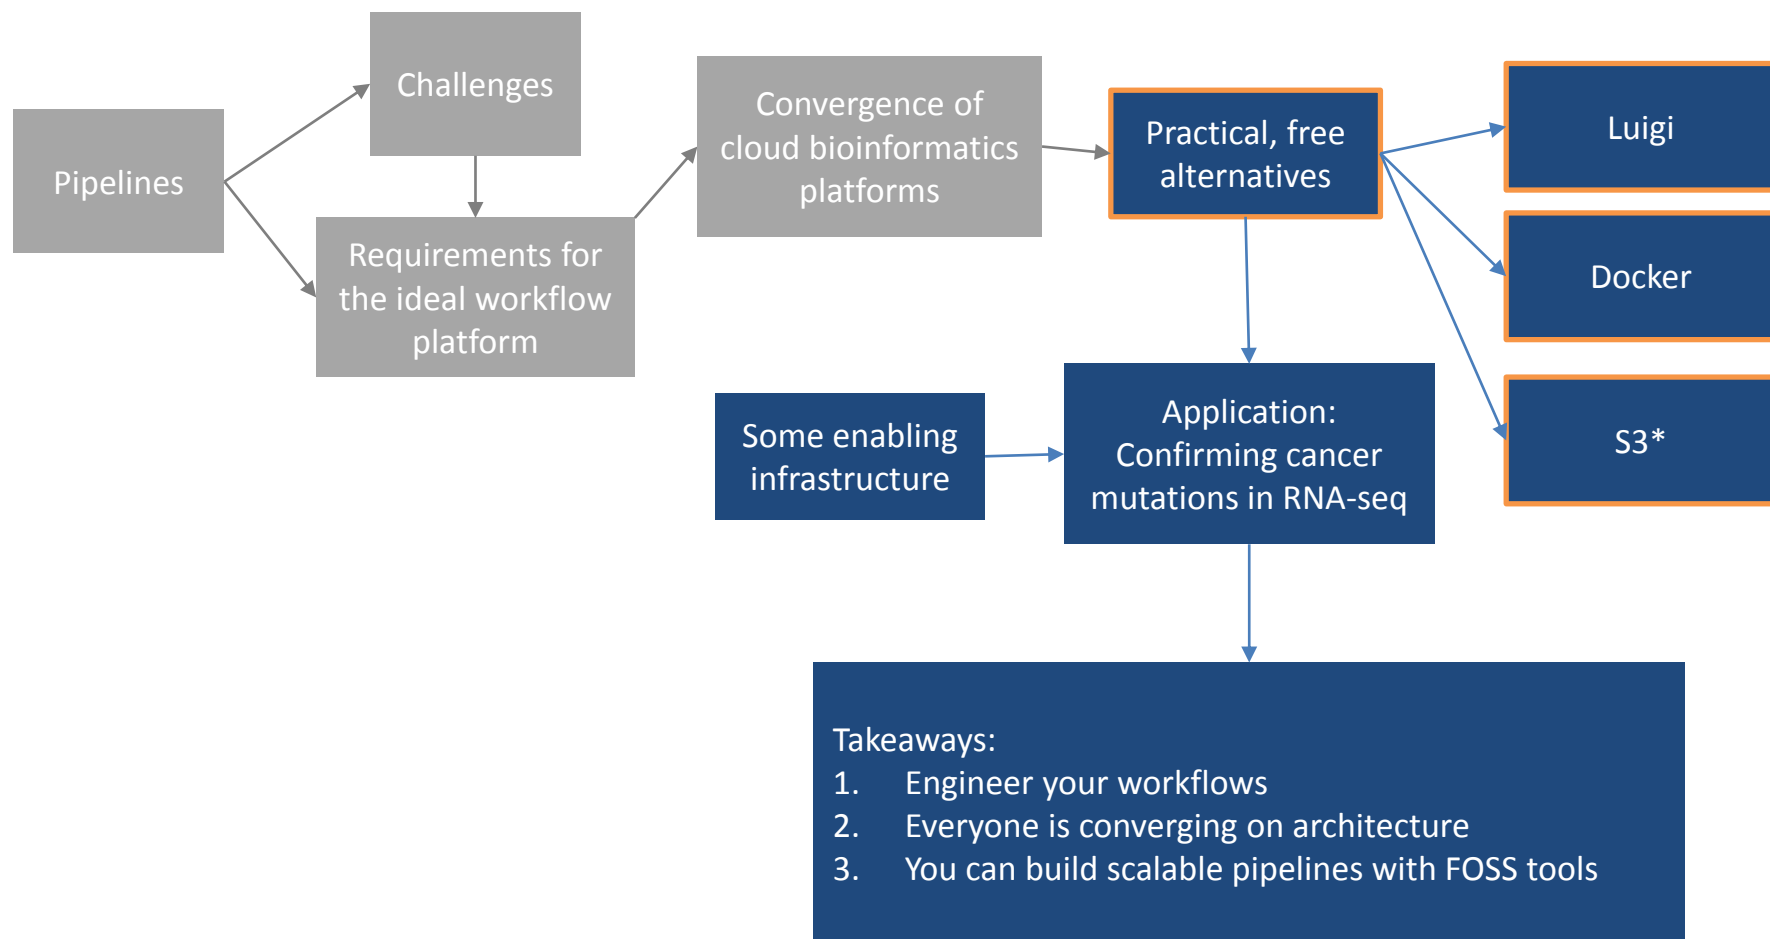 Pipelines
Challenges
Requirements for
the ideal workflow
platform
Convergence of
cloud bioinformatics
platforms
Practical, free
alternatives
Luigi
Docker
S3*
Some enabling
infrastructure
Application:
Confirming cancer
mutations in RNA-seq
Takeaways:
1. Engineer your workflows
2. Everyone is converging on architecture
3. You can build scalable pipelines with FOSS tools